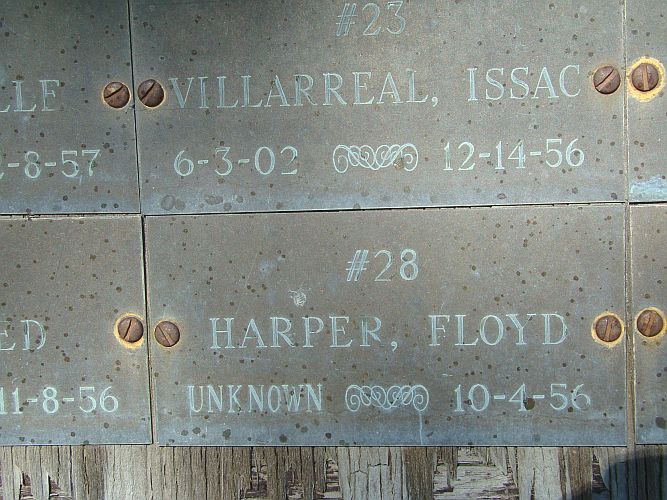 #23
LLE
VILLARREAL, ISSAC
2-8-57
6-3-02 12-14-56
#28
ED
HARPER, FLOYD
11-8-56
UNKNOWN 10-4-56